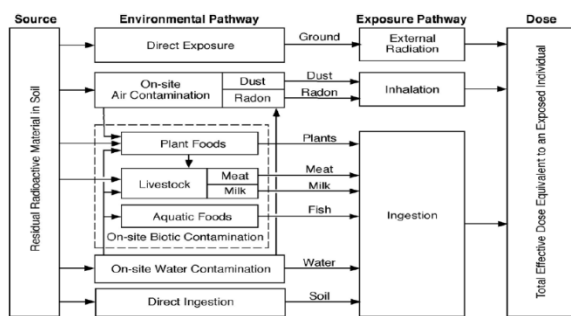 Source Environmental Pathway Exposure Pathway Dose
Residual Radioactive Material in Soil
Direct Exposure
Ground
External
Radiation
On-site
Air Contamination
Dust
Radon
Dust
Radon
Inhalation
Plant Foods
Plants
Livestock
Meat
Milk
Meat
Milk
Aquatic Foods
Fish
On-site Biotic Contamination
Ingestion
On-site Water Contamination
Water
Direct Ingestion
Soil
Total Effective Dose Equivalent to an Exposed Individual